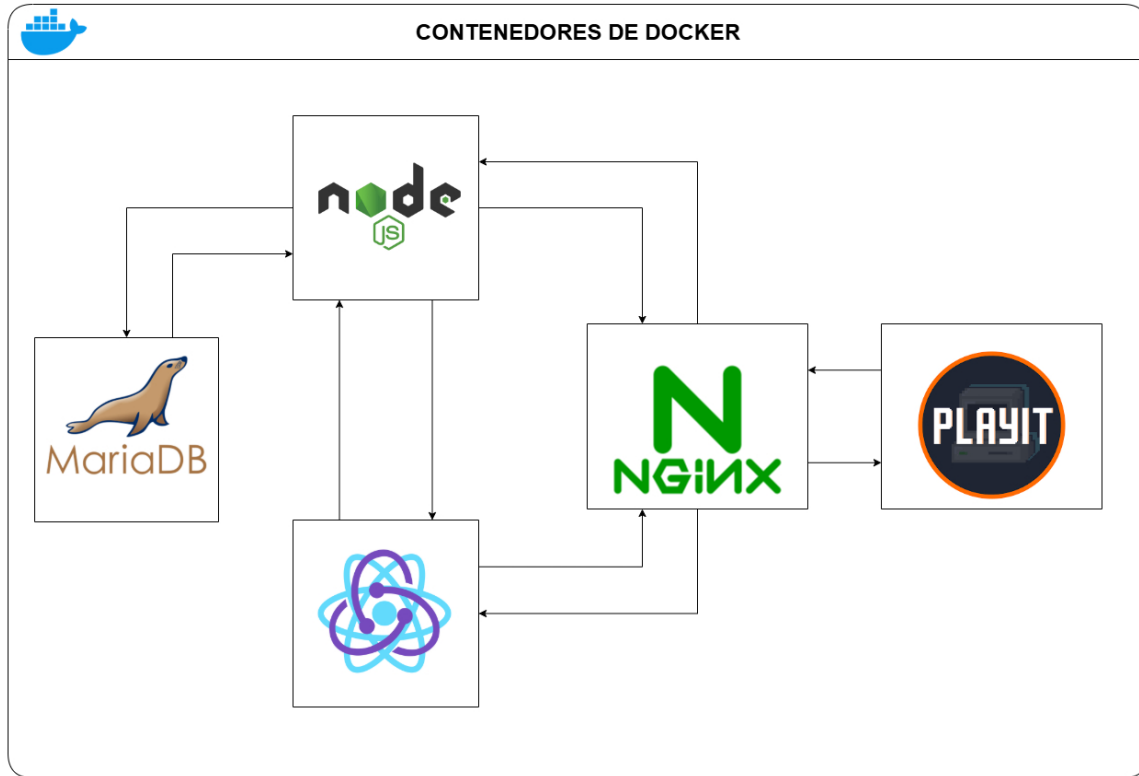 CONTENEDORES DE DOCKER
node
JS
MariaDB
NGiNX
PLAYIT